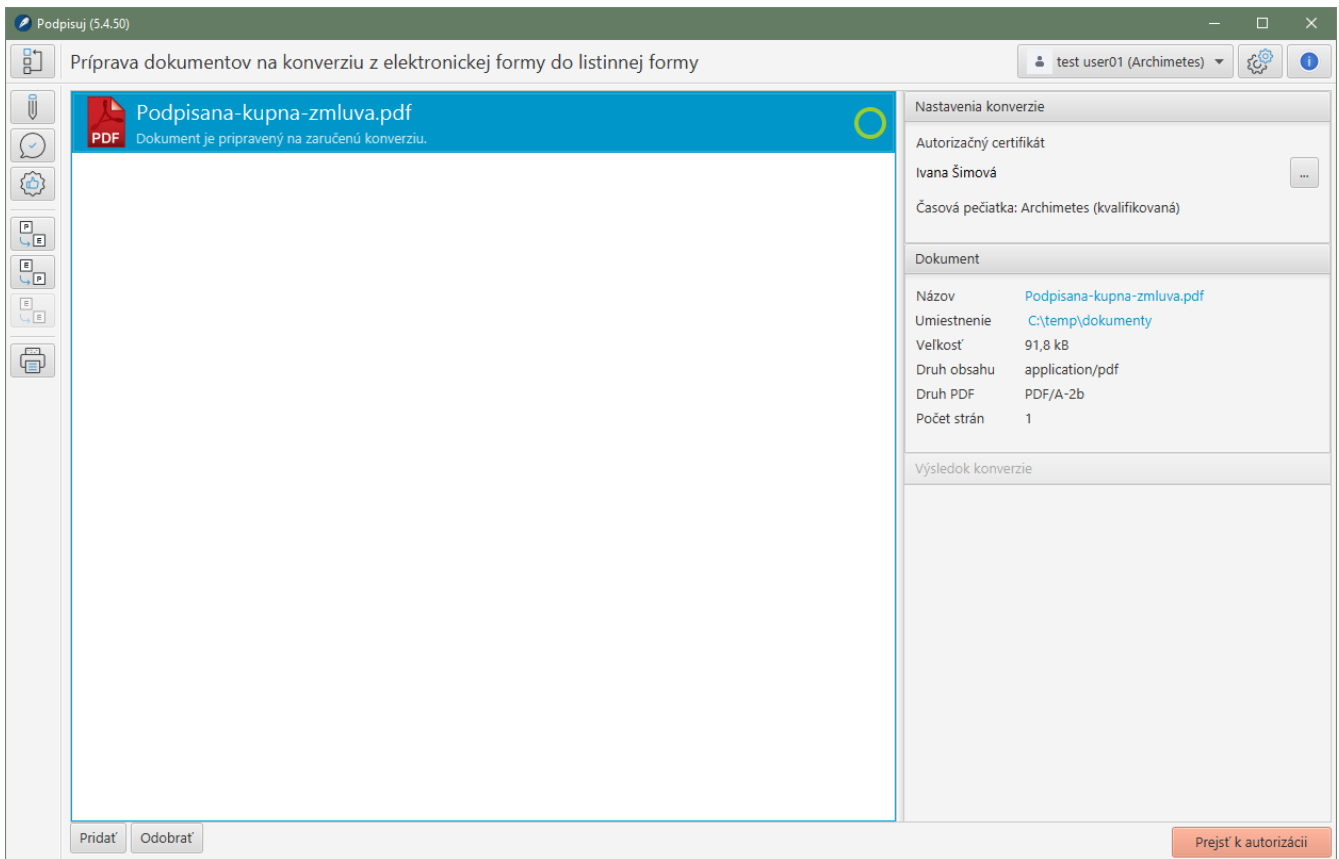 Podpisuj (5.4.50)
Príprava dokumentov na konverziu z elektronickej formy do listinnej formy
test user01 (Archimetes)
PDF
Podpisana-kupna-zmluva.pdf
Dokument je pripravený na zaručenú konverziu.
P
E
E
P
E
E
Nastavenia konverzie
Autorizačný certifikát
Ivana Šimová
...
Časová pečiatka: Archimetes (kvalifikovaná)
Dokument
Názov Podpisana-kupna-zmluva.pdf
Umiestnenie C:\temp\dokumenty
Veľkosť 91,8 kB
Druh obsahu application/pdf
Druh PDF PDF/A-2b
Počet strán 1
Výsledok konverzie
Pridať Odobrať
Prejsť k autorizácii